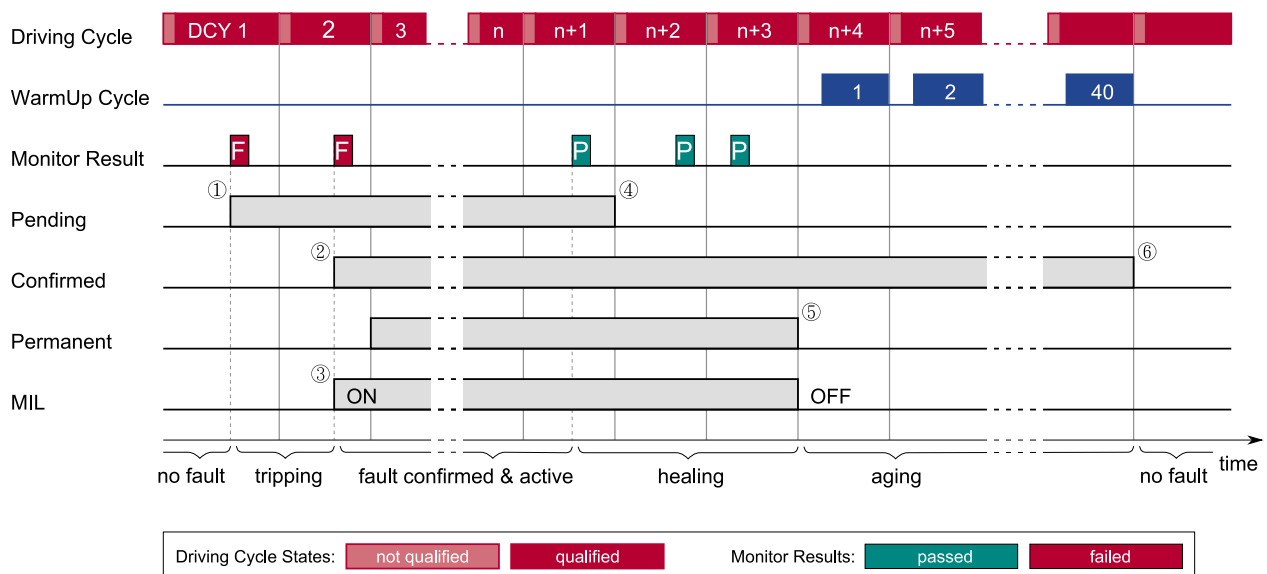 Driving Cycle DCY 1 2 3 n n+1 n+2 n+3 n+4 n+5
WarmUp Cycle 1 2 40
Monitor Result F F P P P
① ④
Pending
② ⑥
Confirmed
⑤
Permanent
③
MIL ON OFF
time
no fault tripping fault confirmed & active healing aging no fault
Driving Cycle States: not qualified qualified Monitor Results: passed failed